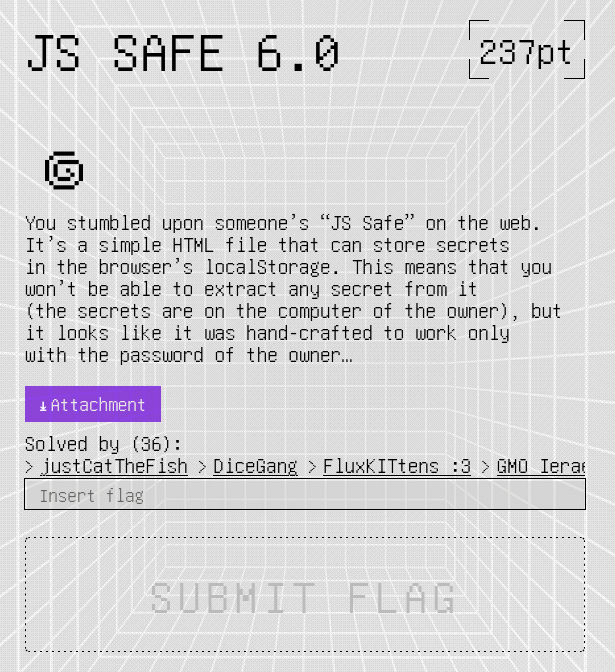 JS SAFE 6.0
237pt
You stumbled upon someone’s “JS Safe” on the web.
It’s a simple HTML file that can store secrets
in the browser’s localStorage. This means that you
won’t be able to extract any secret from it
(the secrets are on the computer of the owner), but
it looks like it was hand-crafted to work only
with the password of the owner…
Attachment
Solved by (36):
> justCatTheFish > DiceGang > FluxKITtens :3 > GMO Ierae
Insert flag
SUBMIT FLAG